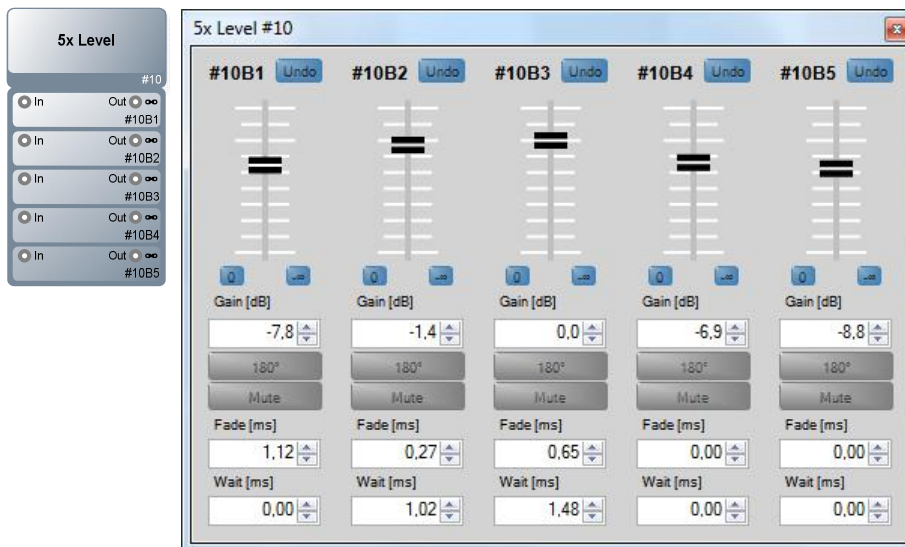 5x Level
#10
In Out
#10B1
In Out
#10B2
In Out
#10B3
In Out
#10B4
In Out
#10B5
5x Level #10
#10B1 Undo #10B2 Undo #10B3 Undo #10B4 Undo #10B5 Undo
0 -∞ 0 -∞ 0 -∞ 0 -∞ 0 -∞
Gain [dB] Gain [dB] Gain [dB] Gain [dB] Gain [dB]
-7,8 -1,4 0,0 -6,9 -8,8
180° 180° 180° 180° 180°
Mute Mute Mute Mute Mute
Fade [ms] Fade [ms] Fade [ms] Fade [ms] Fade [ms]
1,12 0,27 0,65 0,00 0,00
Wait [ms] Wait [ms] Wait [ms] Wait [ms] Wait [ms]
0,00 1,02 1,48 0,00 0,00